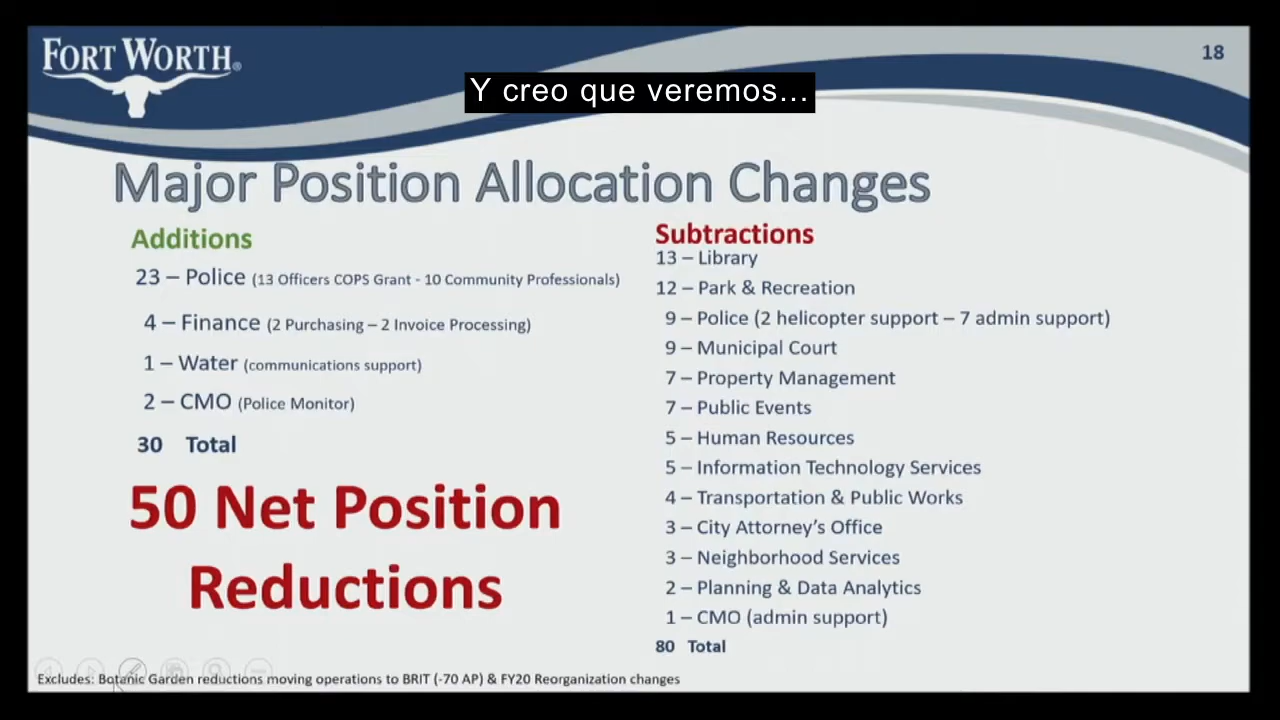 FORT WORTH®
18
Y creo que veremos...
Major Position Allocation Changes
Additions
23 – Police (13 Officers COPS Grant - 10 Community Professionals)
4 – Finance (2 Purchasing – 2 Invoice Processing)
1 – Water (communications support)
2 – CMO (Police Monitor)
30 Total
50 Net Position
Reductions
Subtractions
13 – Library
12 – Park & Recreation
9 – Police (2 helicopter support – 7 admin support)
9 – Municipal Court
7 – Property Management
7 – Public Events
5 – Human Resources
5 – Information Technology Services
4 – Transportation & Public Works
3 – City Attorney's Office
3 – Neighborhood Services
2 – Planning & Data Analytics
1 – CMO (admin support)
80 Total
Excludes: Botanic Garden reductions moving operations to BRIT (-70 AP) & FY20 Reorganization changes